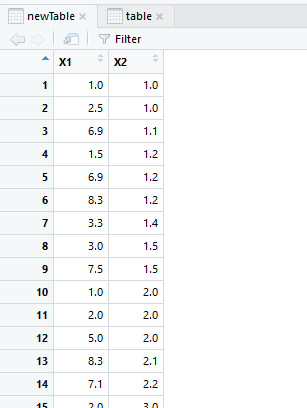 newTable table
Filter
X1 X2
1 1.0 1.0
2 2.5 1.0
3 6.9 1.1
4 1.5 1.2
5 6.9 1.2
6 8.3 1.2
7 3.3 1.4
8 3.0 1.5
9 7.5 1.5
10 1.0 2.0
11 2.0 2.0
12 5.0 2.0
13 8.3 2.1
14 7.1 2.2
15 2.0 3.0